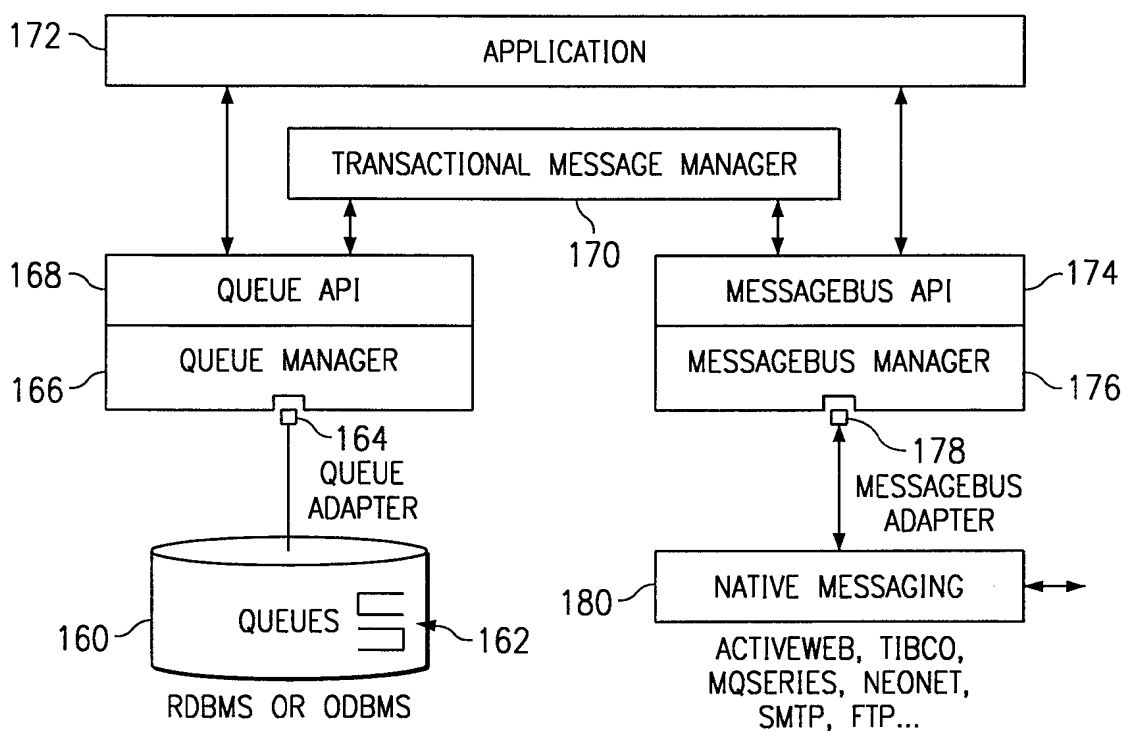 172
APPLICATION
TRANSACTIONAL MESSAGE MANAGER
170
168
QUEUE API
MESSAGEBUS API
174
QUEUE MANAGER
166
MESSAGEBUS MANAGER
176
164
QUEUE
ADAPTER
178
MESSAGEBUS
ADAPTER
160
QUEUES
162
RDBMS OR ODBMS
180
NATIVE MESSAGING
ACTIVEWEB, TIBCO,
MQSERIES, NEONET,
SMTP, FTP...